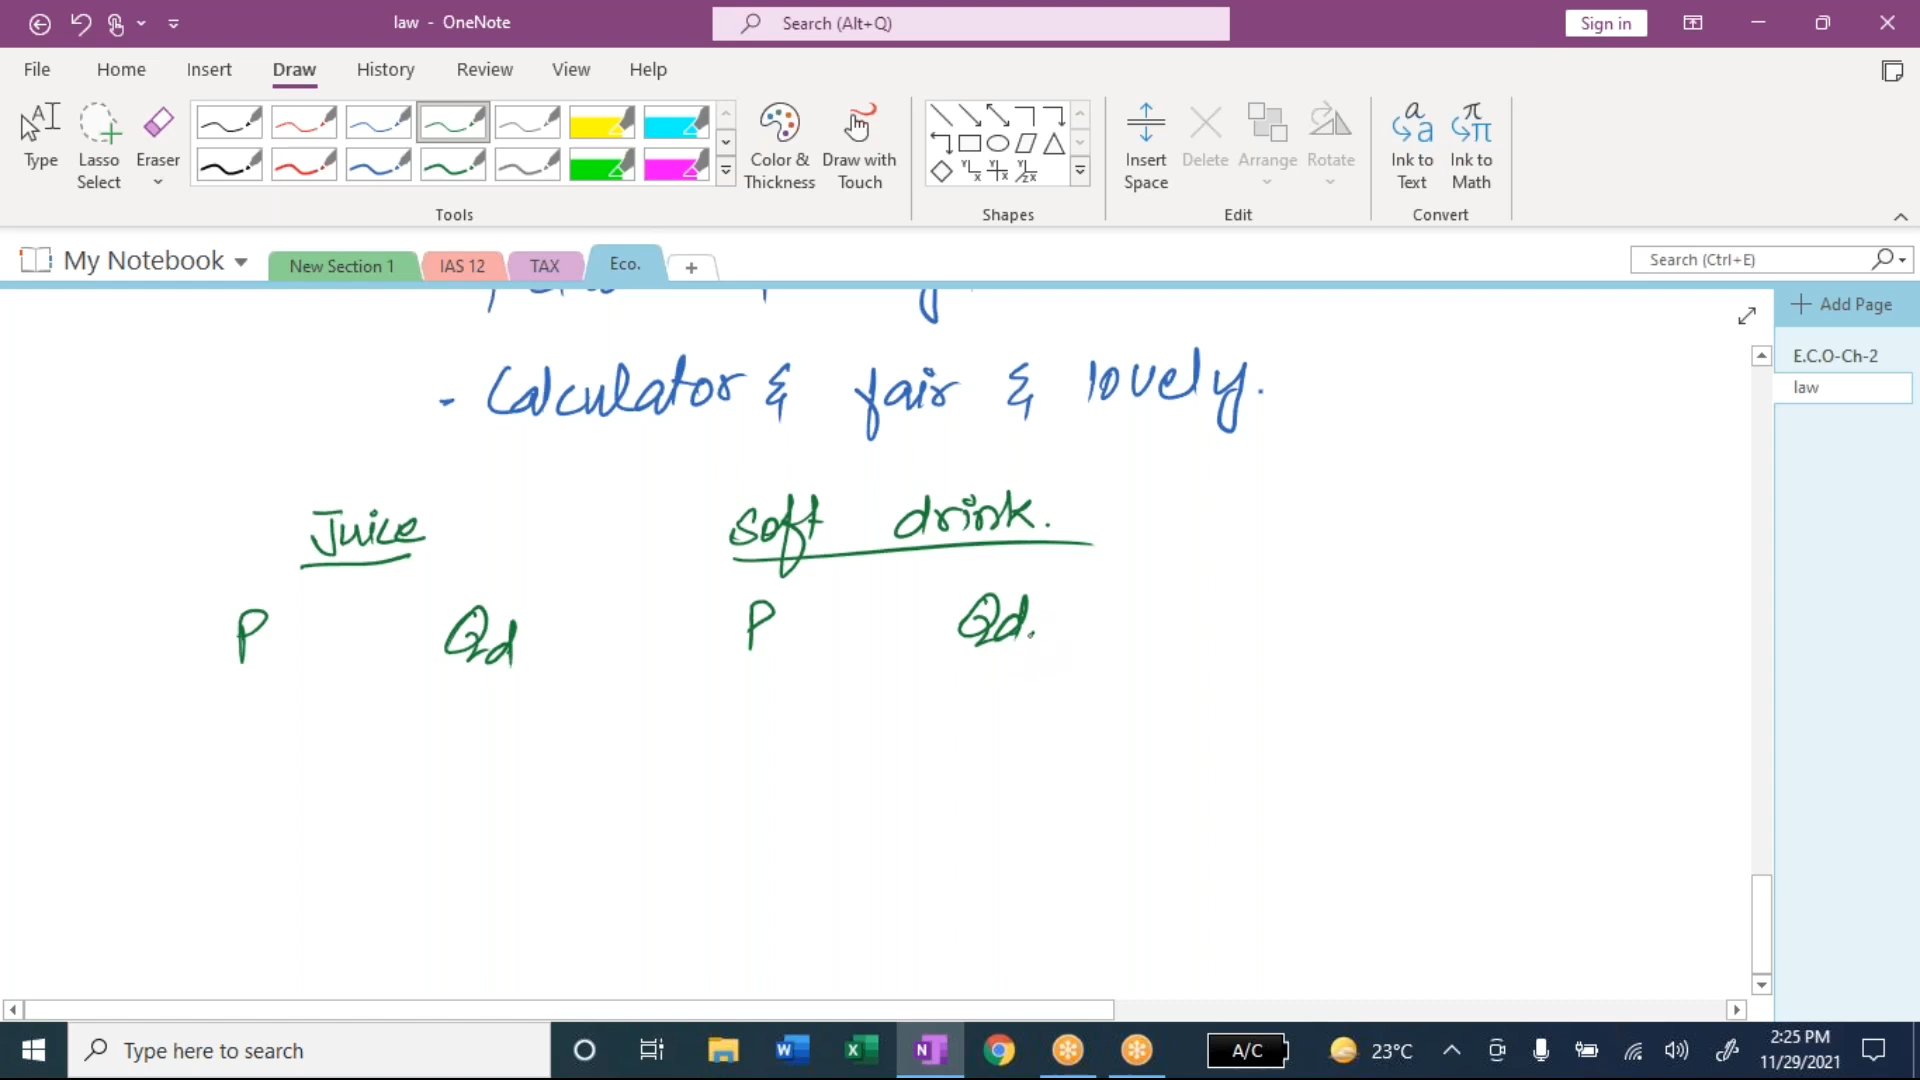 law - OneNote
Search (Alt+Q)
Sign in
File Home Insert Draw History Review View Help
Type
Lasso Select
Eraser
Color & Thickness
Draw with Touch
Insert Space
Delete
Arrange
Rotate
Ink to Text
Ink to Math
Tools
Shapes
Edit
Convert
My Notebook
New Section 1
IAS 12
TAX
Eco.
Search (Ctrl+E)
Add Page
E.C.O-Ch-2
law
- Calculator & fair & lovely.
Juice soft drink.
P Qd P Qd.
Type here to search
A/C
23°C
2:25 PM
11/29/2021